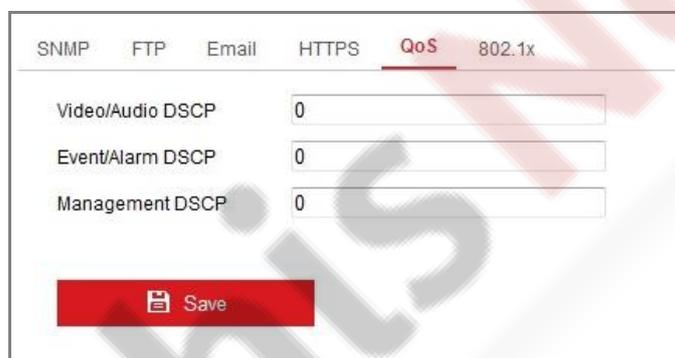 SNMP FTP Email HTTPS QoS 802.1x
Video/Audio DSCP 0
Event/Alarm DSCP 0
Management DSCP 0
Save